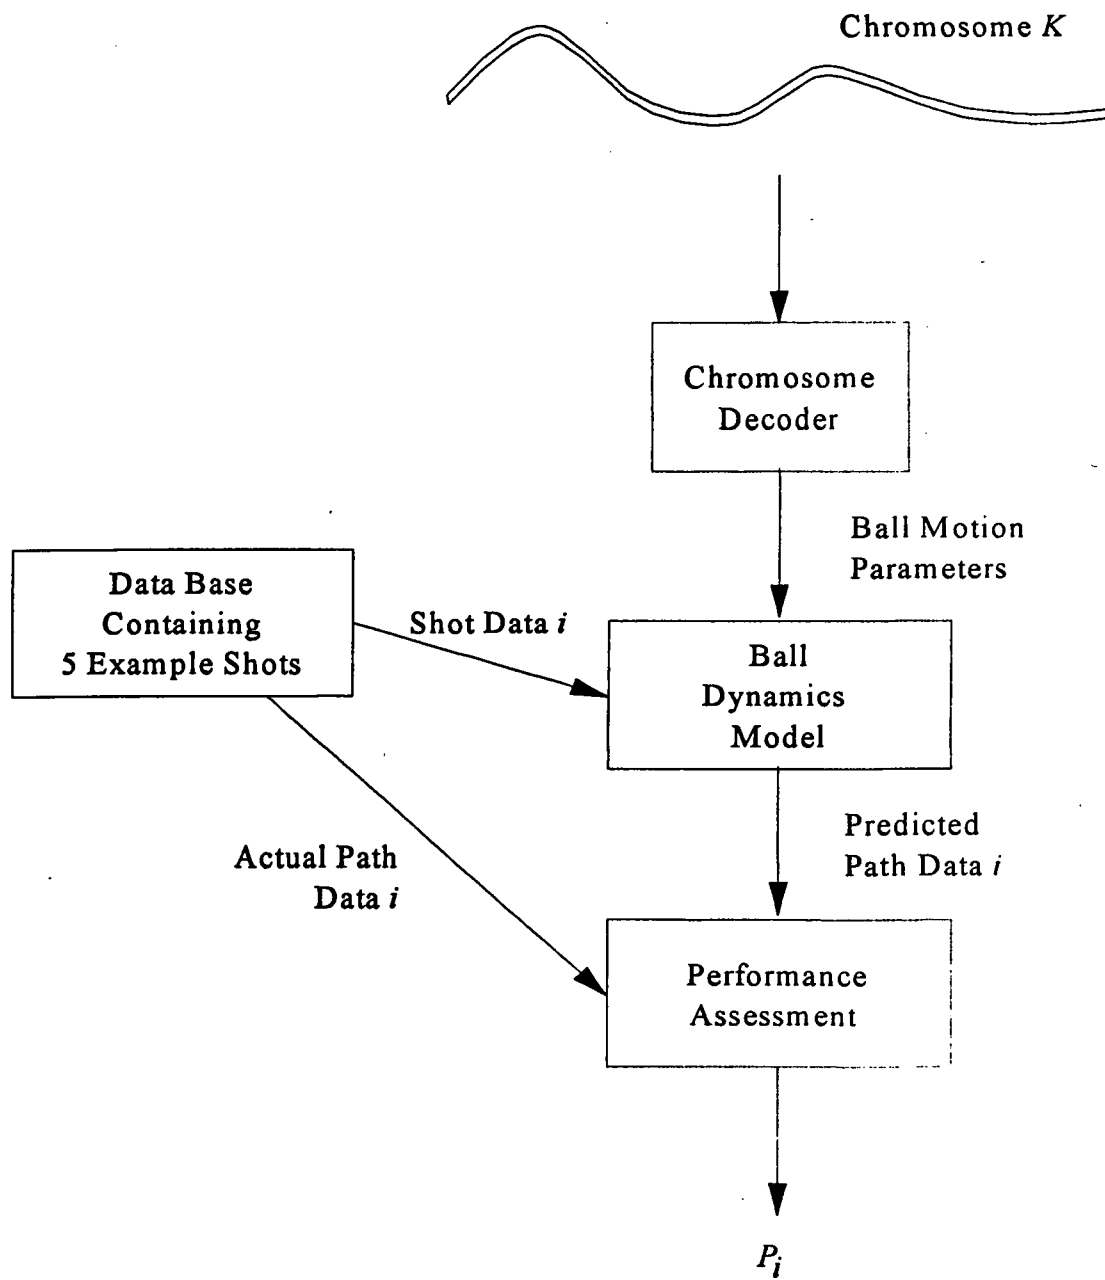 Chromosome K
Chromosome
Decoder
Ball Motion
Parameters
Data Base
Containing
5 Example Shots
Shot Data i
Ball
Dynamics
Model
Predicted
Path Data i
Actual Path
Data i
Performance
Assessment
Pi